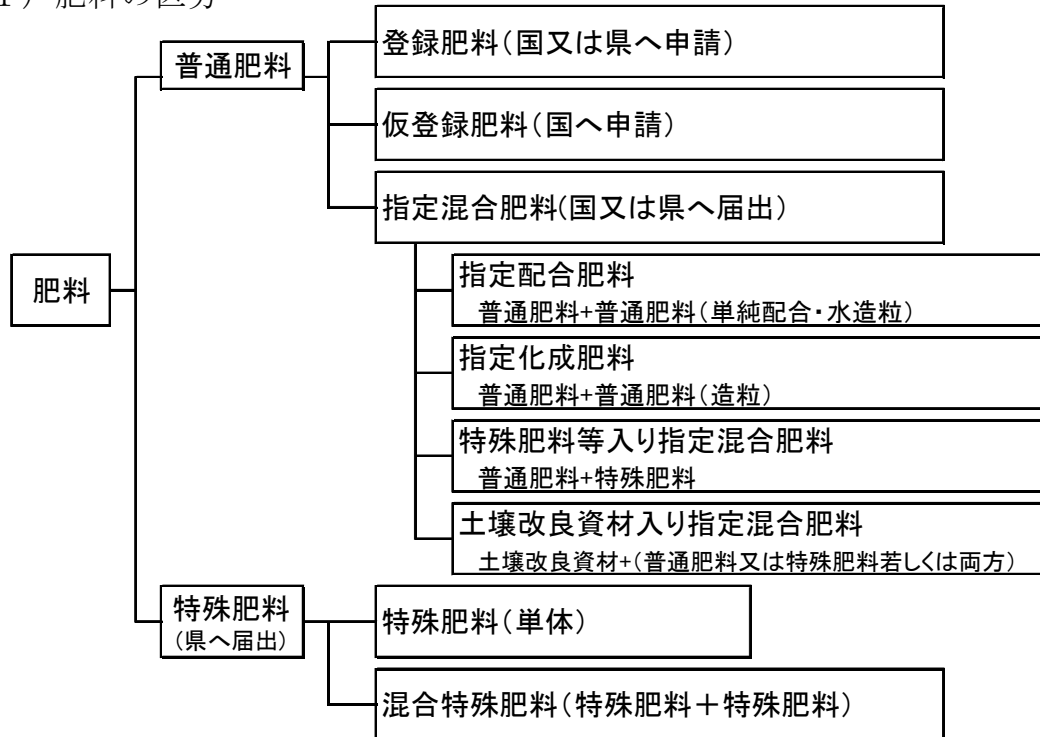 1) 肥料の区分
登録肥料(国又は県へ申請)
普通肥料
仮登録肥料(国へ申請)
指定混合肥料(国又は県へ届出)
肥料
指定配合肥料
普通肥料+普通肥料(単純配合・水造粒)
指定化成肥料
普通肥料+普通肥料(造粒)
特殊肥料等入り指定混合肥料
普通肥料+特殊肥料
土壌改良資材入り指定混合肥料
土壌改良資材+(普通肥料又は特殊肥料若しくは両方)
特殊肥料
(県へ届出)
特殊肥料(単体)
混合特殊肥料(特殊肥料+特殊肥料)